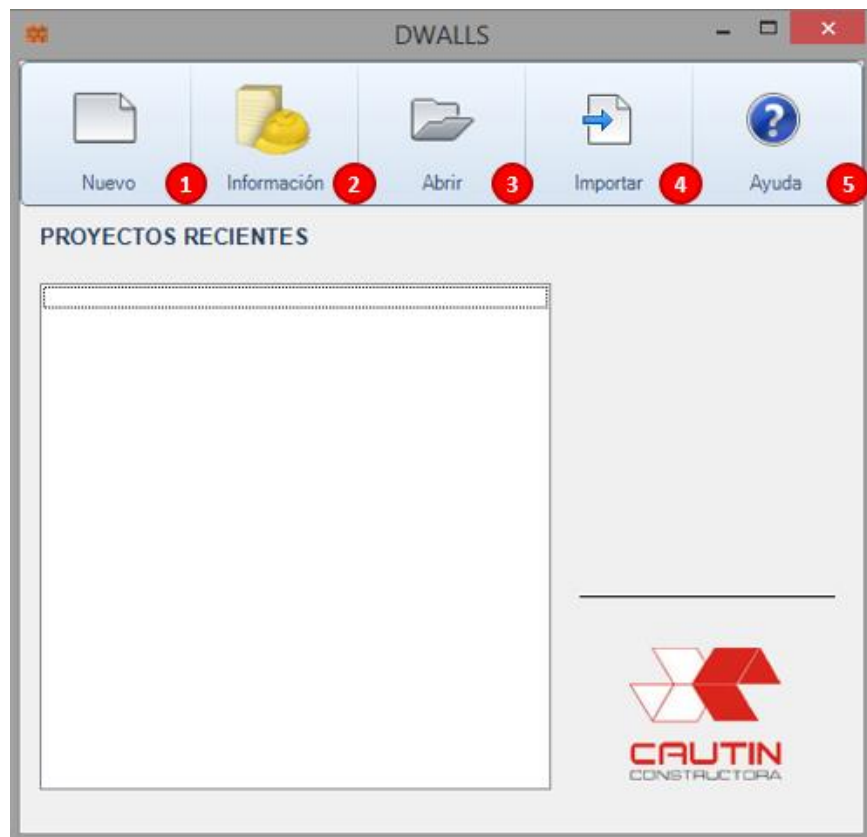 DWALLS
Nuevo 1 Información 2 Abrir 3 Importar 4 Ayuda 5
PROYECTOS RECIENTES
CAUTIN
CONSTRUCTORA